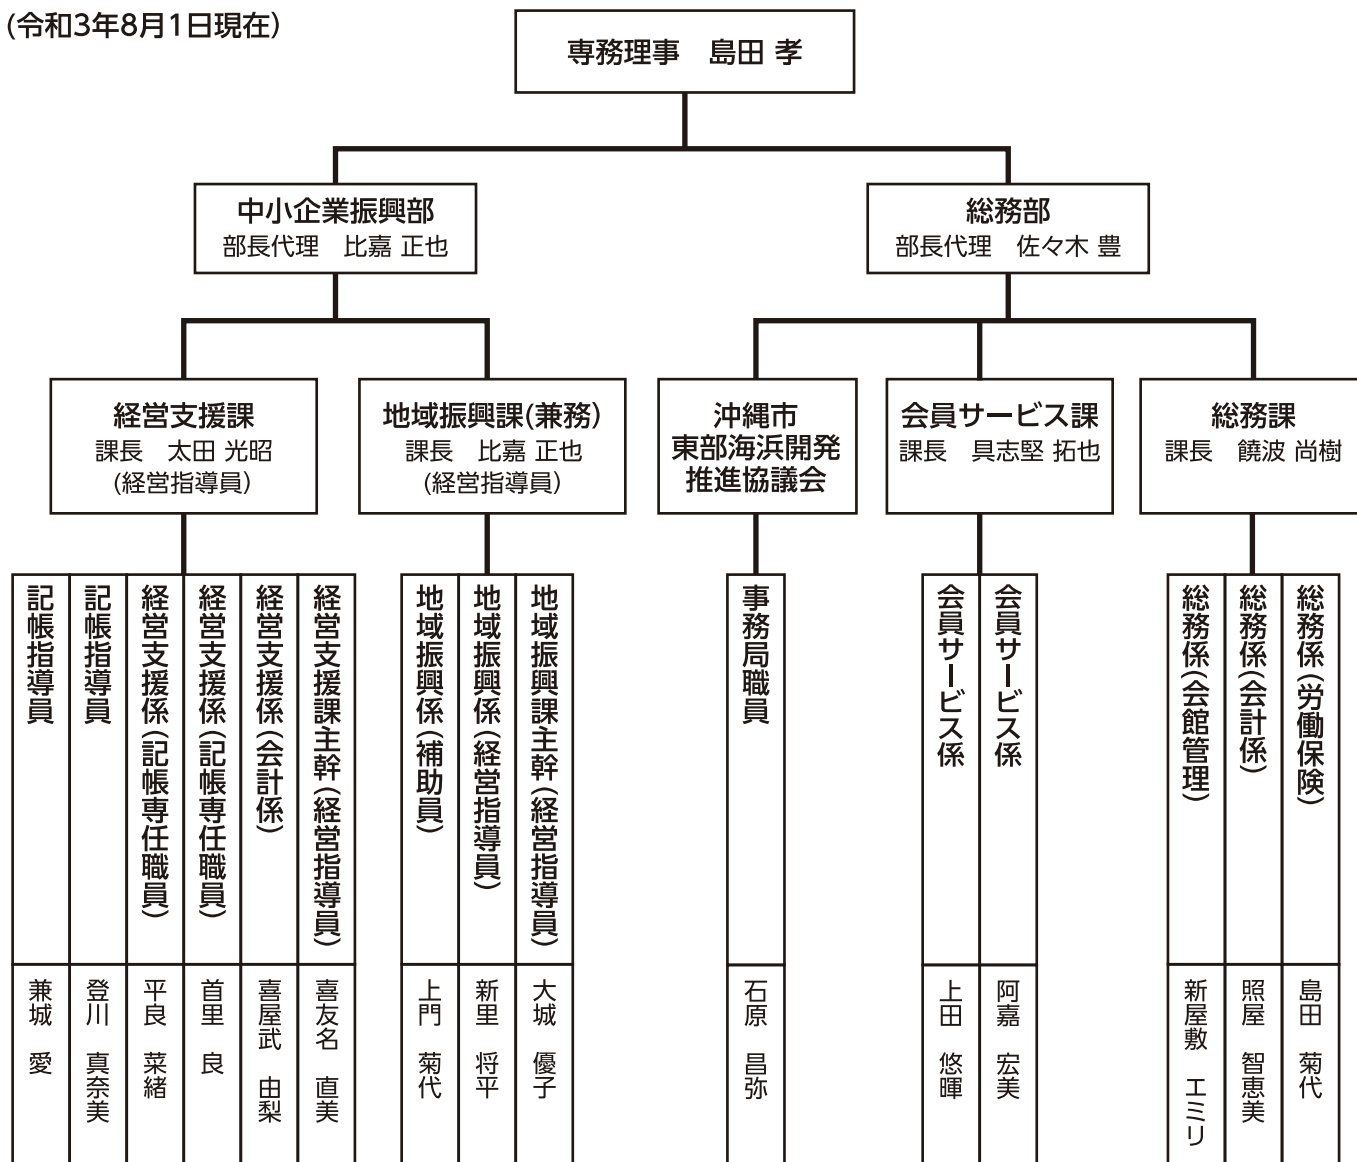 (令和3年8月1日現在)
専務理事　島田 孝
中小企業振興部
部長代理　比嘉 正也
総務部
部長代理　佐々木 豊
経営支援課
課長　太田 光昭
(経営指導員)
地域振興課(兼務)
課長　比嘉 正也
(経営指導員)
沖縄市
東部海浜開発
推進協議会
会員サービス課
課長　具志堅 拓也
総務課
課長　饒波 尚樹
記帳指導員
兼城　愛
記帳指導員
登川　真奈美
経営支援係(記帳専任職員)
平良　菜緒
経営支援係(記帳専任職員)
首里　良
経営支援係(会計係)
喜屋武　由梨
経営支援課主幹(経営指導員)
喜友名　直美
地域振興係(補助員)
上門　菊代
地域振興係(経営指導員)
新里　将平
地域振興課主幹(経営指導員)
大城　優子
事務局職員
石原　昌弥
会員サービス係
上田　悠暉
会員サービス係
阿嘉　宏美
総務係(会館管理)
新屋敷　エミリ
総務係(会計係)
照屋　智恵美
総務係(労働保険)
島田　菊代